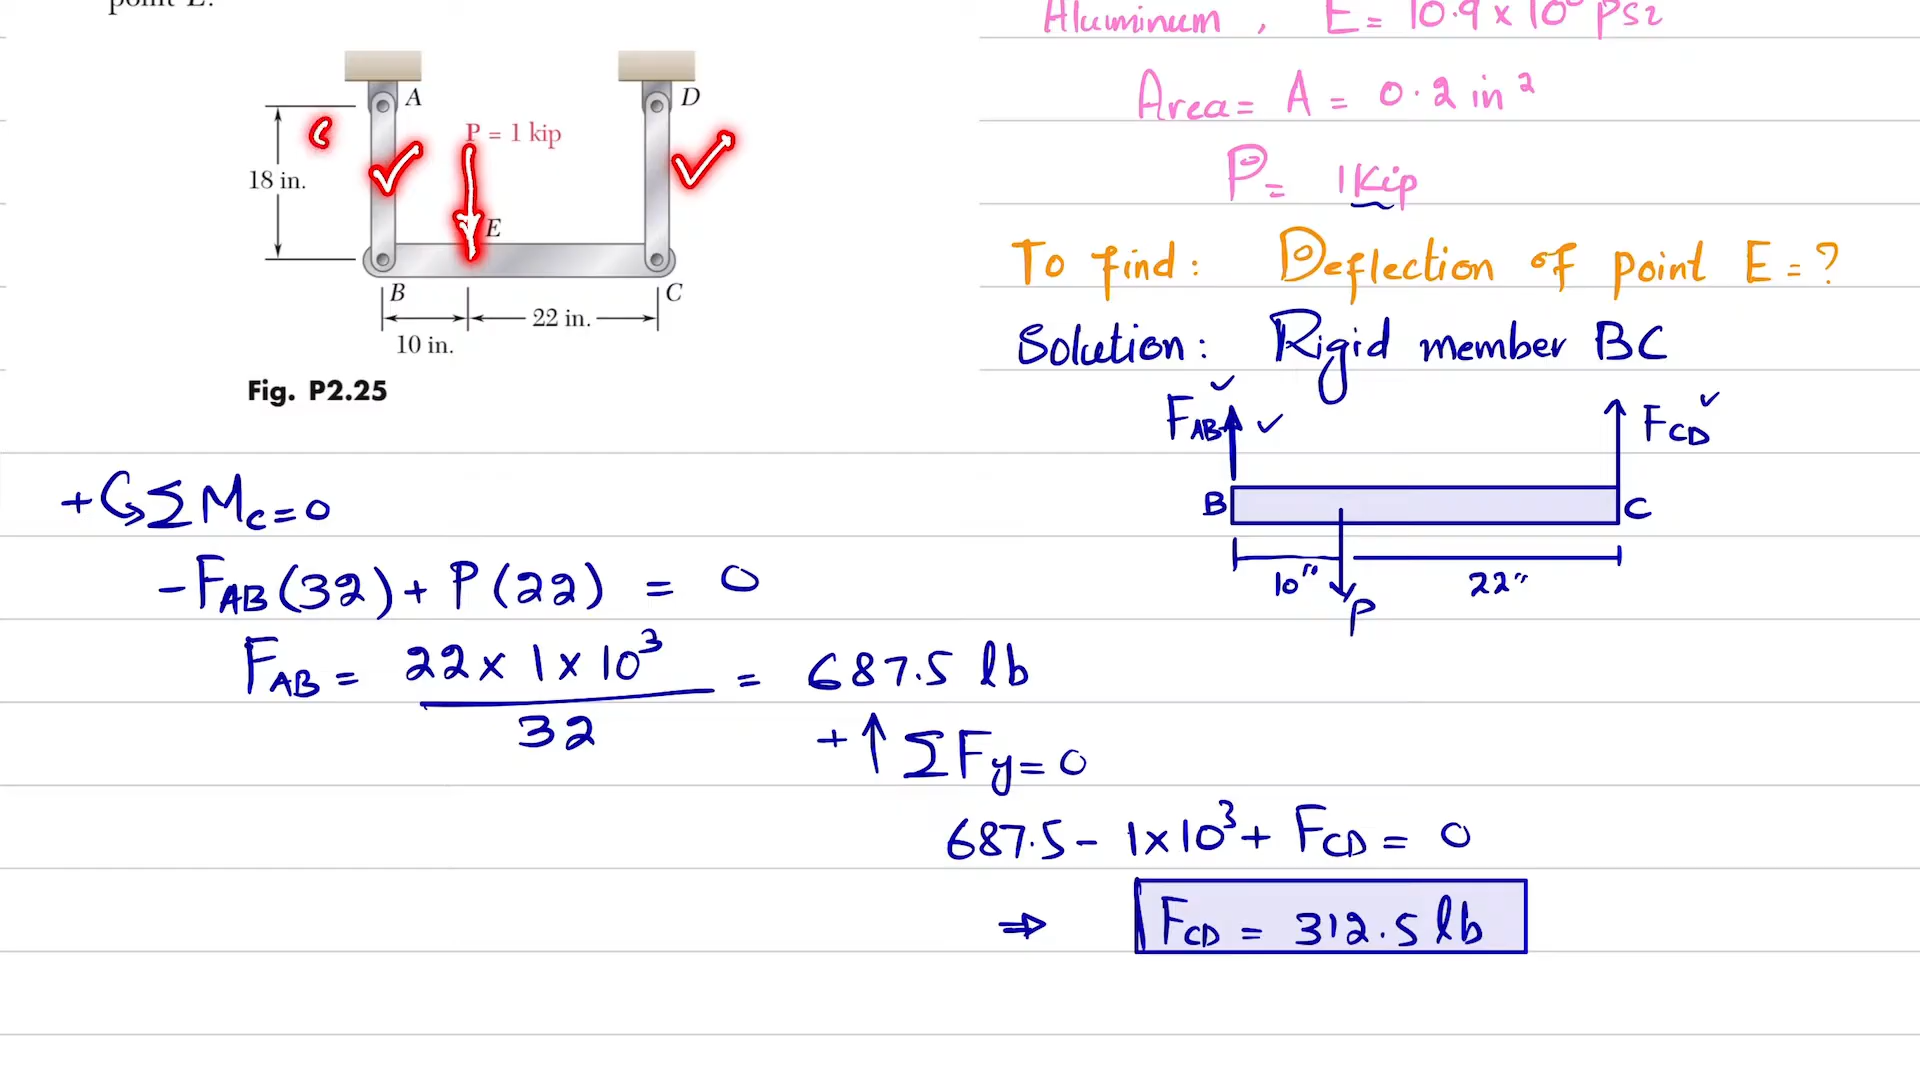 point E.
A
D
P = 1 kip
18 in.
E
B
C
22 in.
10 in.
Fig. P2.25
Aluminum , E = 10.9 x 10⁶ psi
Area = A = 0.2 in²
P = 1 Kip
To find : Deflection of point E = ?
Solution : Rigid member BC
F_AB
F_CD
B
C
10"
22"
P
+ ↺ Σ M_C = 0
- F_AB (32) + P (22) = 0
F_AB = 22 x 1 x 10³ / 32 = 687.5 lb
+ ↑ Σ F_y = 0
687.5 - 1x10³ + F_CD = 0
⇒ F_CD = 312.5 lb